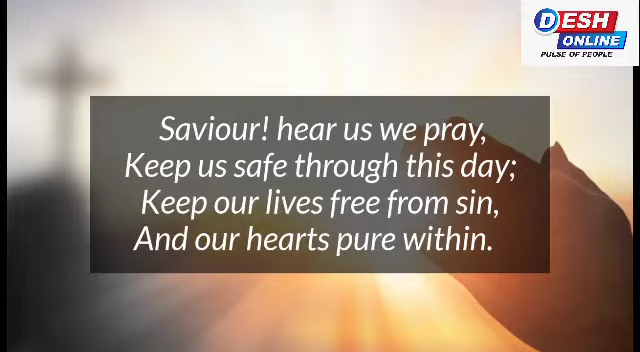 DESH
ONLINE
PULSE OF PEOPLE
Saviour! hear us we pray,
Keep us safe through this day;
Keep our lives free from sin,
And our hearts pure within.